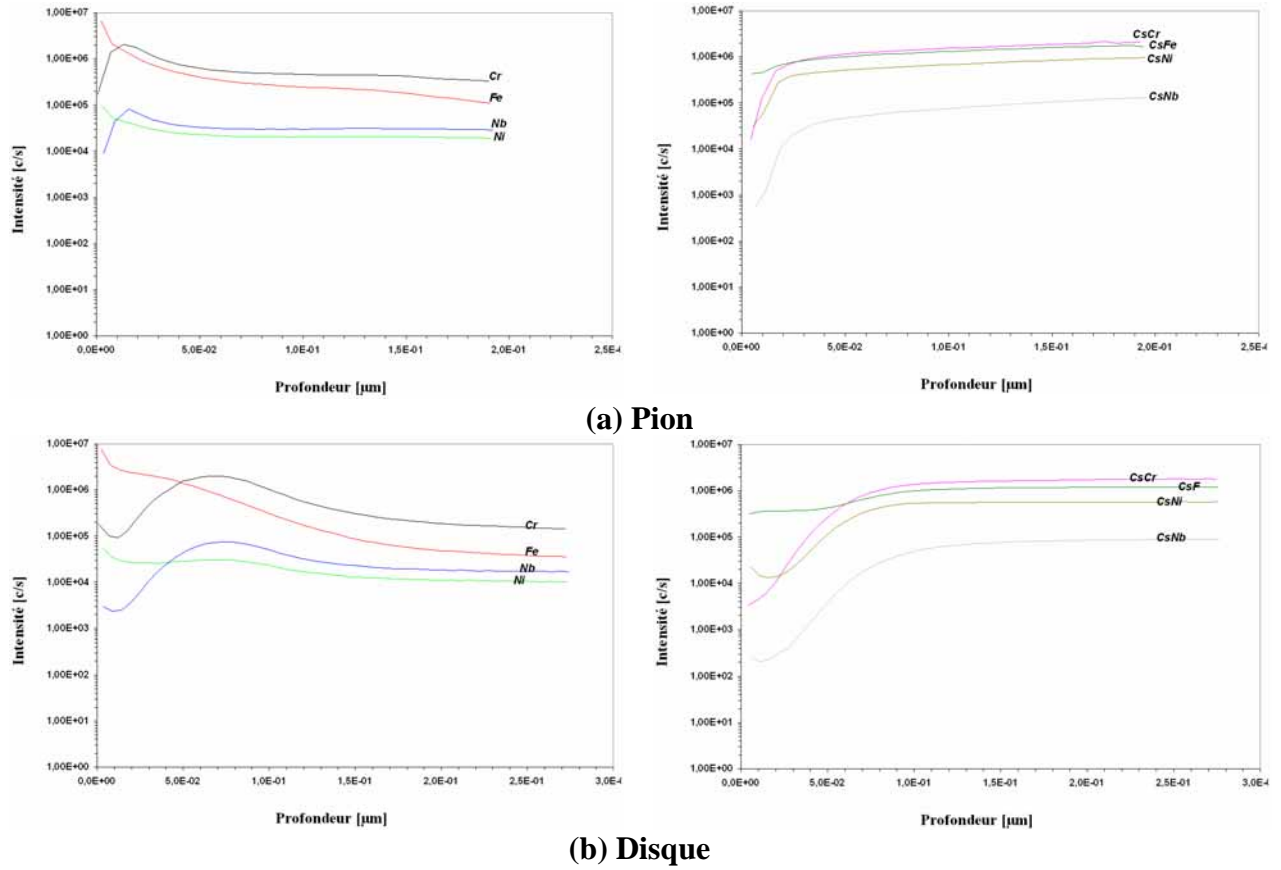 1,00E+07
1,00E+06
1,00E+05
1,00E+04
1,00E+03
1,00E+02
1,00E+01
1,00E+00
Intensité [c/s]
Cr
Fe
Nb
Ni
0,0E+00 5,0E-02 1,0E-01 1,5E-01 2,0E-01 2,5E-
Profondeur [µm]
1,00E+07
1,00E+06
1,00E+05
1,00E+04
1,00E+03
1,00E+02
1,00E+01
1,00E+00
Intensité [c/s]
CsCr
CsFe
CsNi
CsNb
0,0E+00 5,0E-02 1,0E-01 1,5E-01 2,0E-01 2,5E-
Profondeur [µm]
(a) Pion
1,00E+07
1,00E+06
1,00E+05
1,00E+04
1,00E+03
1,00E+02
1,00E+01
1,00E+00
Intensité [c/s]
Cr
Fe
Nb
Ni
0,0E+00 5,0E-02 1,0E-01 1,5E-01 2,0E-01 2,5E-01 3,0E-
Profondeur [µm]
1,00E+07
1,00E+06
1,00E+05
1,00E+04
1,00E+03
1,00E+02
1,00E+01
1,00E+00
Intensité [c/s]
CsCr
CsF
CsNi
CsNb
0,0E+00 5,0E-02 1,0E-01 1,5E-01 2,0E-01 2,5E-01 3,0E-
Profondeur [µm]
(b) Disque